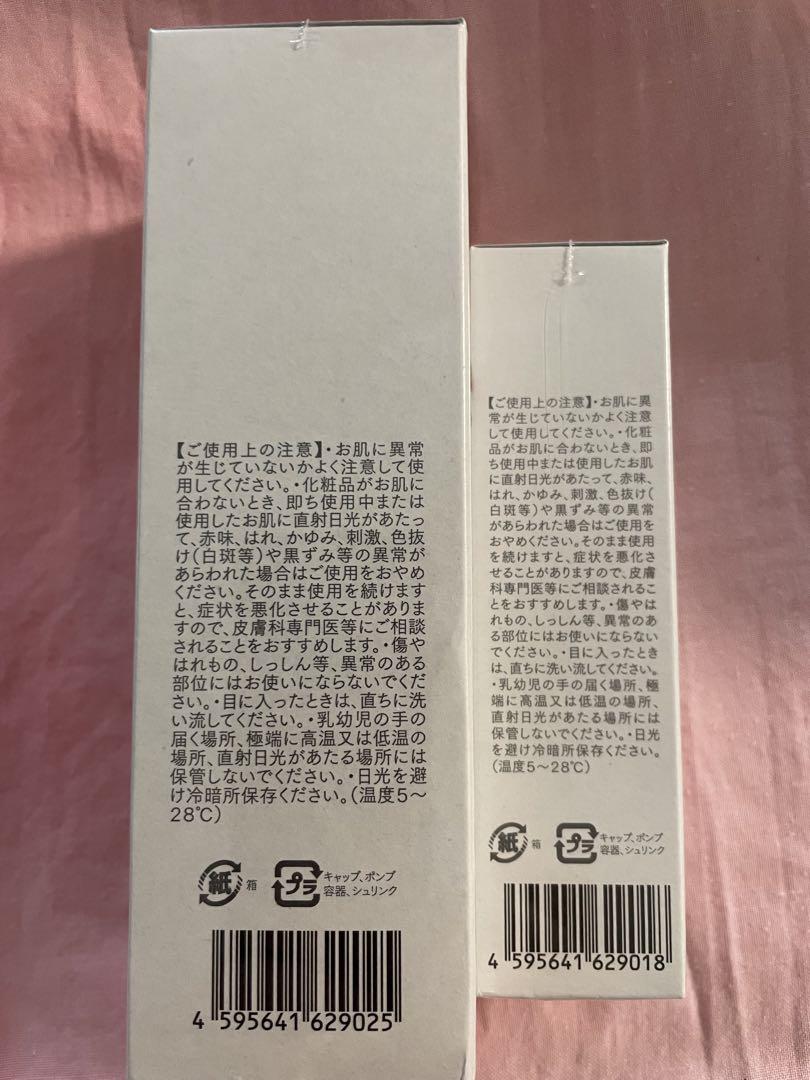 【ご使用上の注意】・お肌に異常
が生じていないかよく注意して使
用してください。・化粧品がお肌に
合わないとき、即ち使用中または
使用したお肌に直射日光があたっ
て、赤味、はれ、かゆみ、刺激、色抜
け(白斑等)や黒ずみ等の異常が
あらわれた場合はご使用をおやめ
ください。そのまま使用を続けます
と、症状を悪化させることがありま
すので、皮膚科専門医等にご相談
されることをおすすめします。・傷や
はれもの、しっしん等、異常のある
部位にはお使いにならないでくだ
さい。・目に入ったときは、直ちに洗
い流してください。・乳幼児の手の
届く場所、極端に高温又は低温の
場所、直射日光があたる場所には
保管しないでください。・日光を避
け冷暗所保存ください。(温度5〜
28℃)
紙 箱
プラ キャップ、ポンプ
容器、シュリンク
4 595641 629025
【ご使用上の注意】・お肌に異
常が生じていないかよく注意
して使用してください。・化粧
品がお肌に合わないとき、即
ち使用中または使用したお肌
に直射日光があたって、赤味、
はれ、かゆみ、刺激、色抜け(
白斑等)や黒ずみ等の異常
があらわれた場合はご使用を
おやめください。そのまま使用
を続けますと、症状を悪化さ
せることがありますので、皮膚
科専門医等にご相談されるこ
とをおすすめします。・傷やは
れもの、しっしん等、異常のあ
る部位にはお使いにならない
でください。・目に入ったとき
は、直ちに洗い流してください。
・乳幼児の手の届く場所、極
端に高温又は低温の場所、
直射日光があたる場所には
保管しないでください。・日光
を避け冷暗所保存ください。
(温度5〜28℃)
紙 箱
プラ キャップ、ポンプ
容器、シュリンク
4 595641 629018